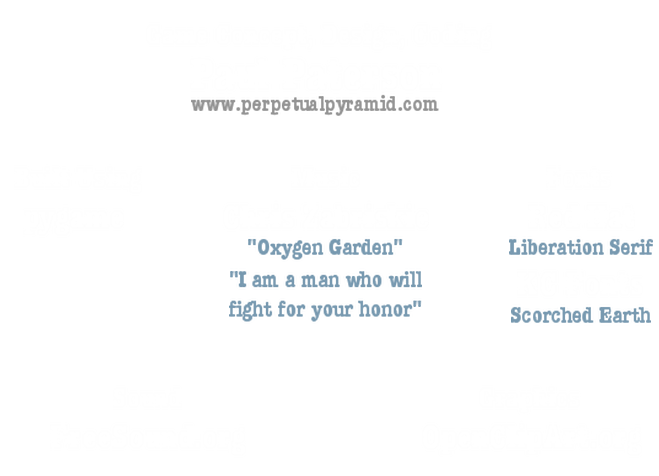 www.perpetualpyramid.com
"Oxygen Garden"
"I am a man who will
fight for your honor"
Liberation Serif
Scorched Earth